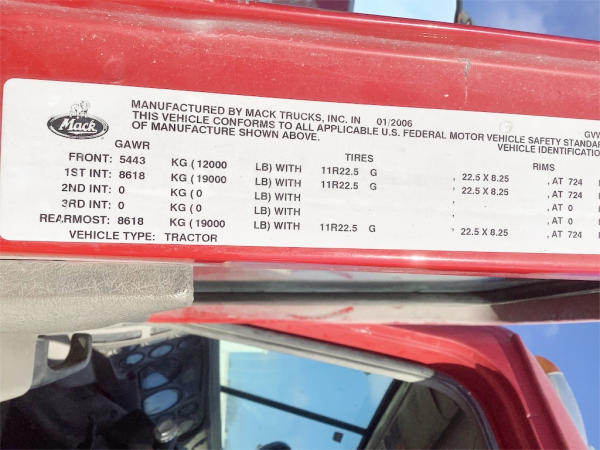 Mack
MANUFACTURED BY MACK TRUCKS, INC. IN 01/2006
THIS VEHICLE CONFORMS TO ALL APPLICABLE U.S. FEDERAL MOTOR VEHICLE SAFETY STANDAR
OF MANUFACTURE SHOWN ABOVE. VEHICLE IDENTIFICATIO
GVW
GAWR TIRES RIMS
FRONT: 5443 KG ( 12000 LB) WITH 11R22.5 G , 22.5 X 8.25 , AT 724
1ST INT: 8618 KG ( 19000 LB) WITH 11R22.5 G , 22.5 X 8.25 , AT 724
2ND INT: 0 KG ( 0 LB) WITH , , AT 0
3RD INT: 0 KG ( 0 LB) WITH , , AT 0
REARMOST: 8618 KG ( 19000 LB) WITH 11R22.5 G , 22.5 X 8.25 , AT 724
VEHICLE TYPE: TRACTOR